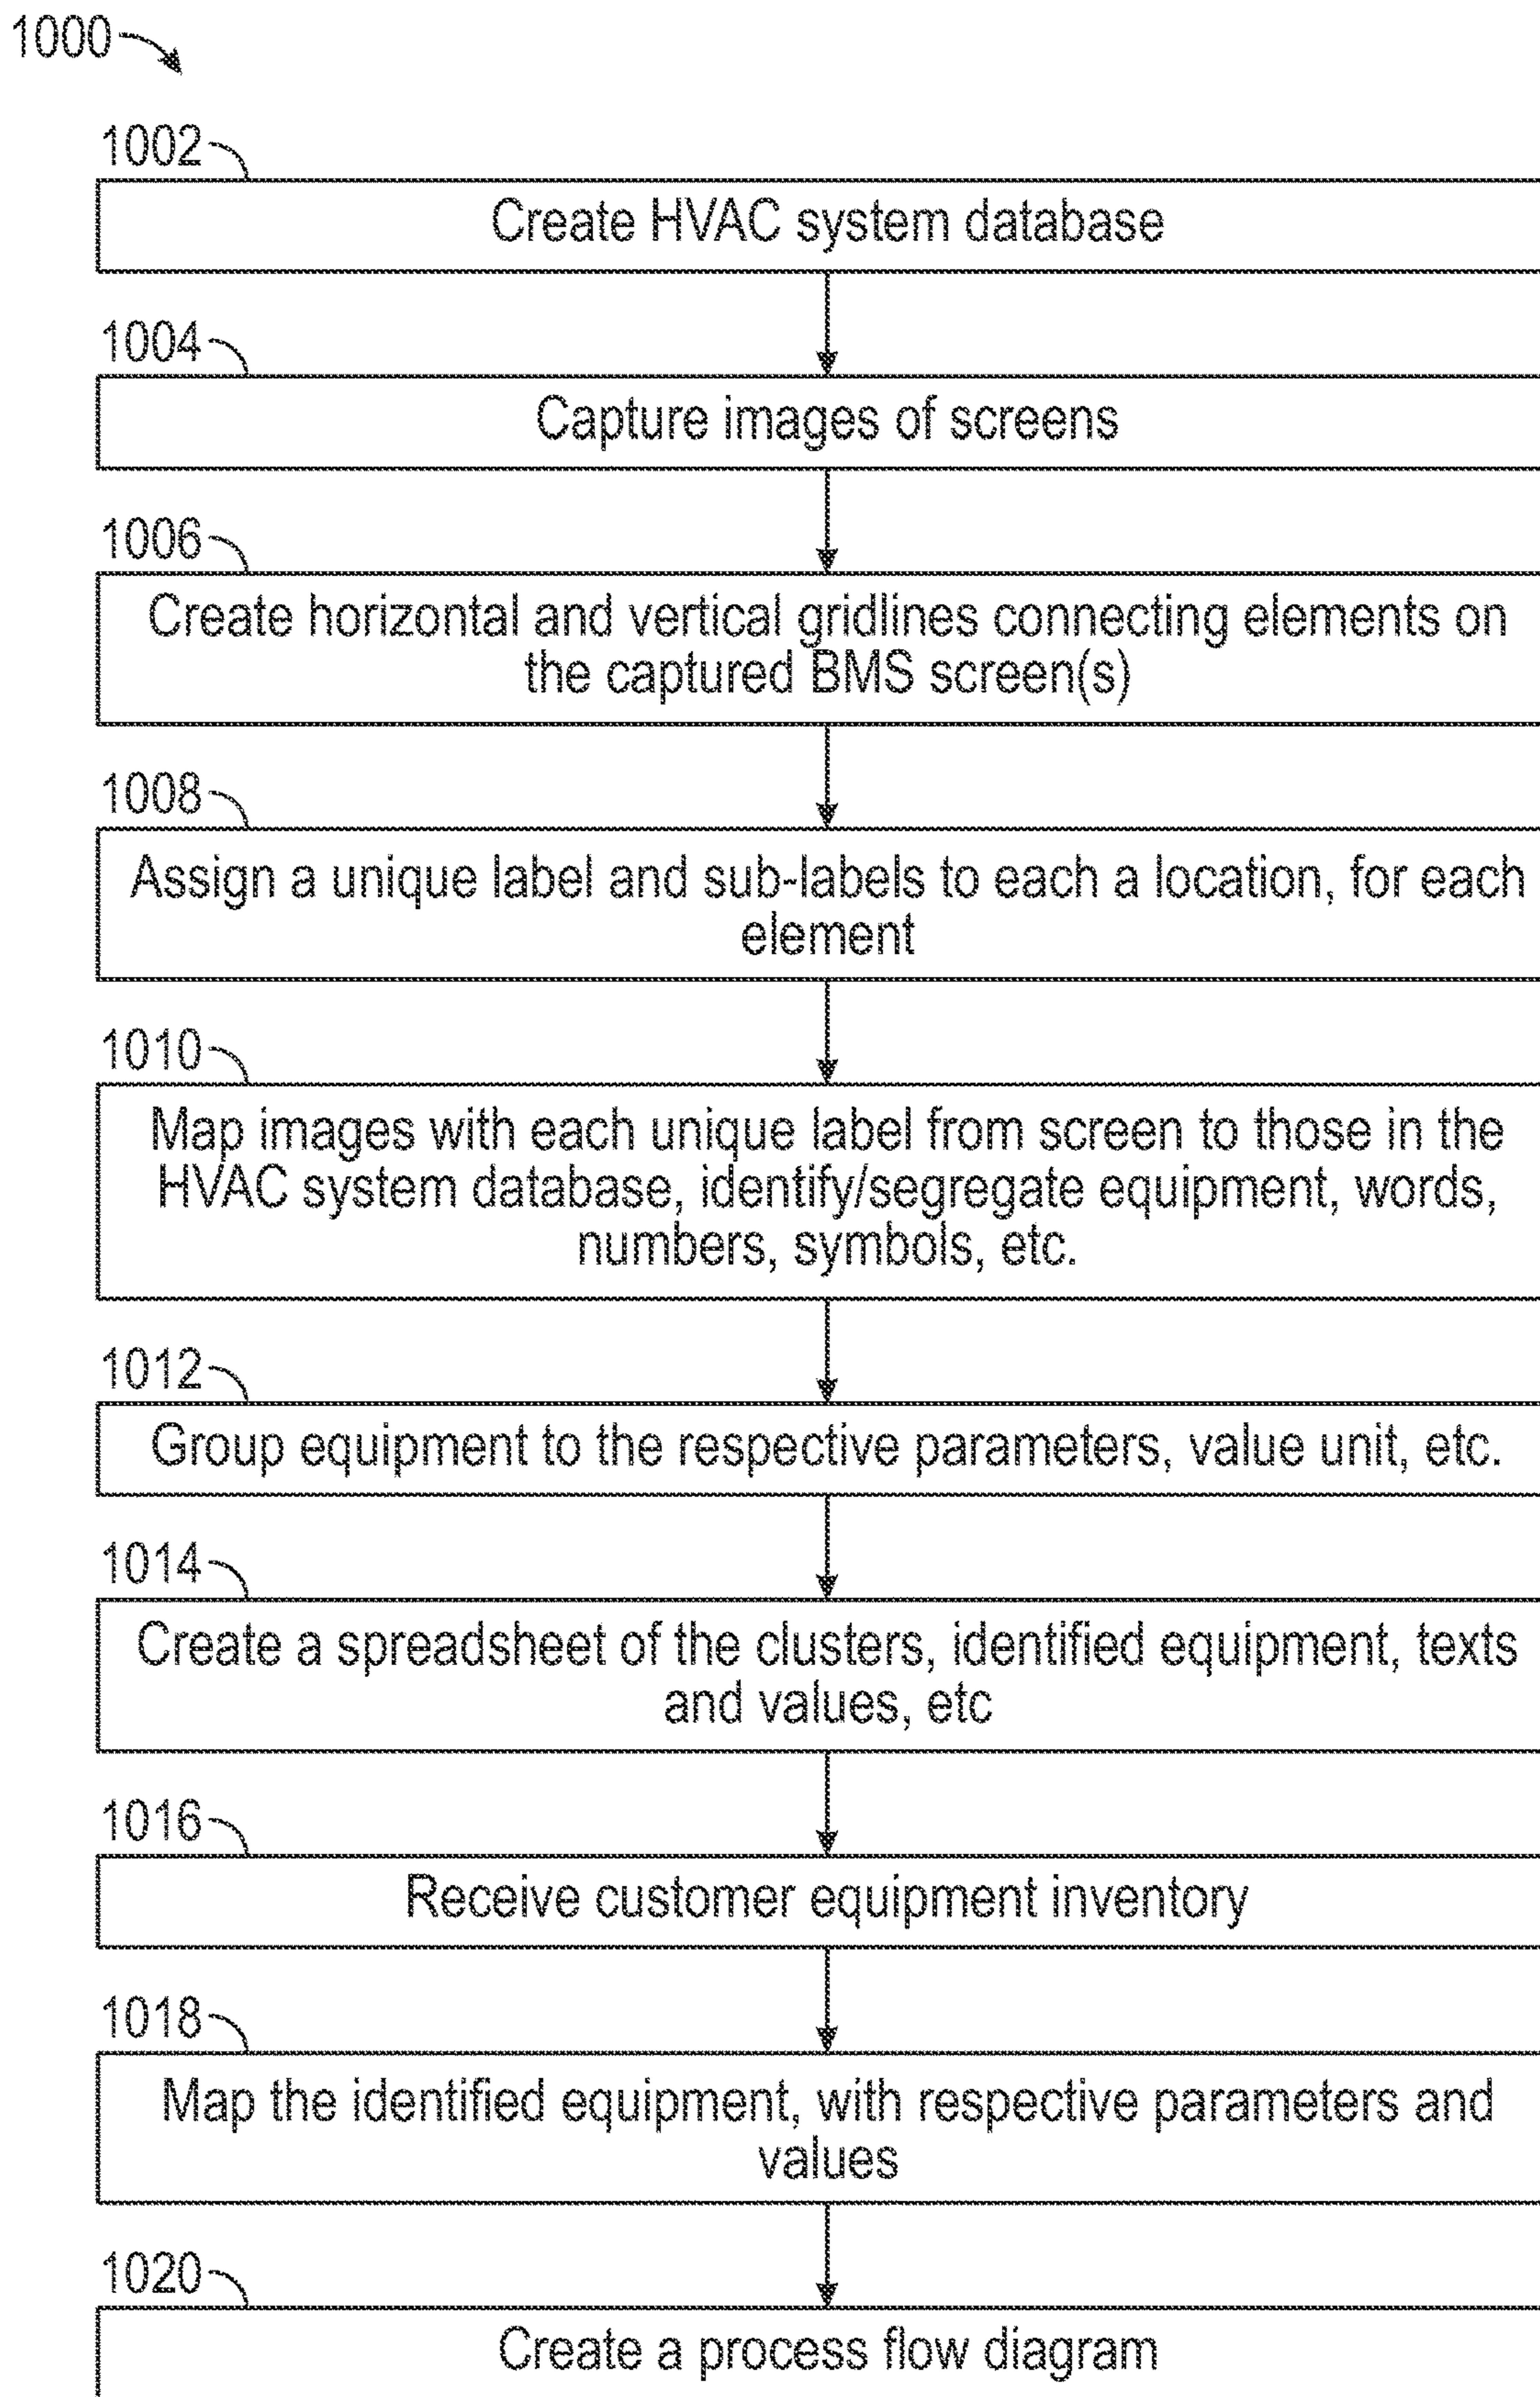 1000
1002
Create HVAC system database
1004
Capture images of screens
1006
Create horizontal and vertical gridlines connecting elements on
the captured BMS screen(s)
1008
Assign a unique label and sub-labels to each a location, for each
element
1010
Map images with each unique label from screen to those in the
HVAC system database, identify/segregate equipment, words,
numbers, symbols, etc.
1012
Group equipment to the respective parameters, value unit, etc.
1014
Create a spreadsheet of the clusters, identified equipment, texts
and values, etc
1016
Receive customer equipment inventory
1018
Map the identified equipment, with respective parameters and
values
1020
Create a process flow diagram